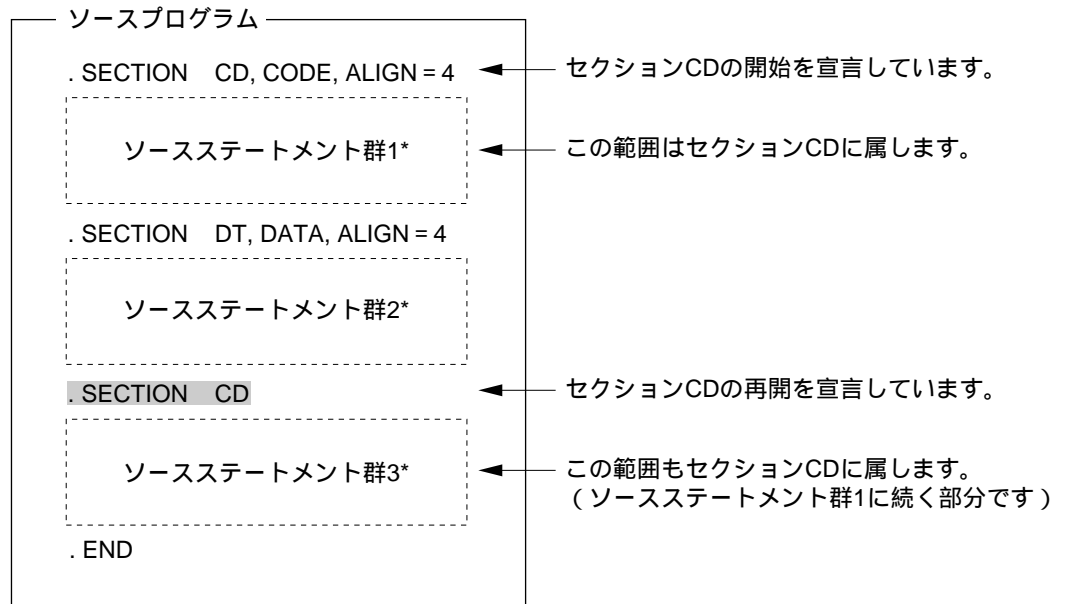 ソースプログラム
. SECTION CD, CODE, ALIGN = 4
セクションCDの開始を宣言しています。
ソースステートメント群1*
この範囲はセクションCDに属します。
. SECTION DT, DATA, ALIGN = 4
ソースステートメント群2*
. SECTION CD
セクションCDの再開を宣言しています。
ソースステートメント群3*
この範囲もセクションCDに属します。
（ソースステートメント群1に続く部分です）
. END